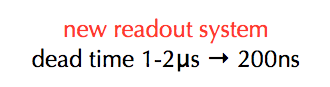 new readout system
dead time 1-2μs → 200ns